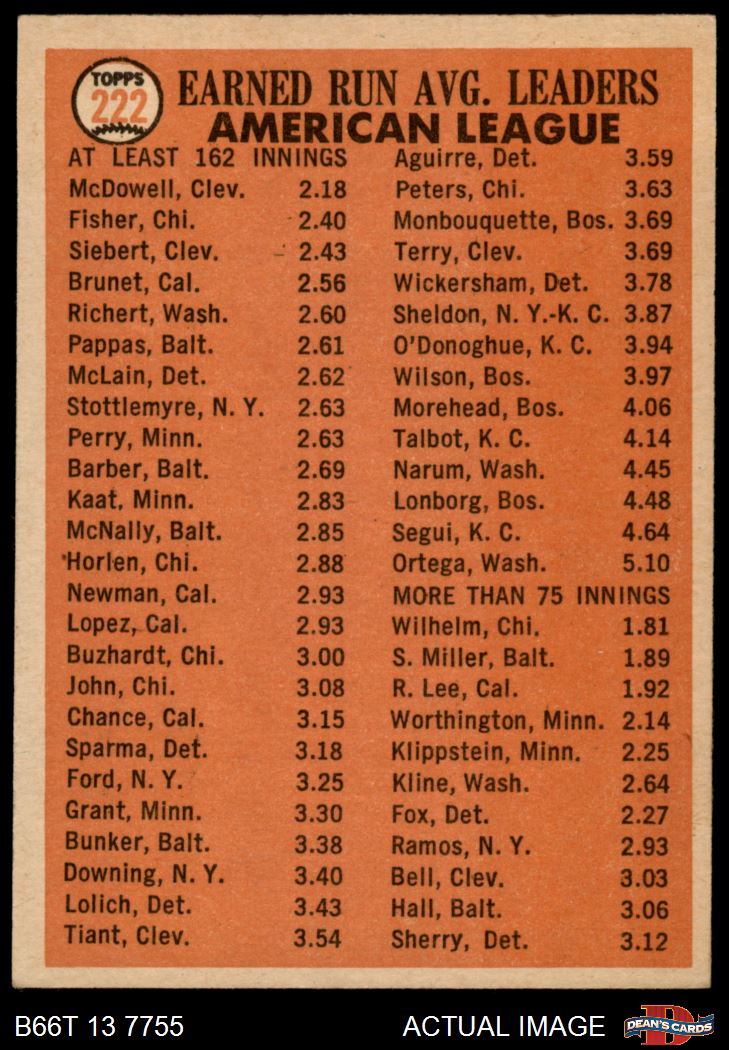 TOPPS
222
EARNED RUN AVG. LEADERS
AMERICAN LEAGUE
AT LEAST 162 INNINGS
McDowell, Clev. 2.18
Fisher, Chi. 2.40
Siebert, Clev. 2.43
Brunet, Cal. 2.56
Richert, Wash. 2.60
Pappas, Balt. 2.61
McLain, Det. 2.62
Stottlemyre, N. Y. 2.63
Perry, Minn. 2.63
Barber, Balt. 2.69
Kaat, Minn. 2.83
McNally, Balt. 2.85
Horlen, Chi. 2.88
Newman, Cal. 2.93
Lopez, Cal. 2.93
Buzhardt, Chi. 3.00
John, Chi. 3.08
Chance, Cal. 3.15
Sparma, Det. 3.18
Ford, N. Y. 3.25
Grant, Minn. 3.30
Bunker, Balt. 3.38
Downing, N. Y. 3.40
Lolich, Det. 3.43
Tiant, Clev. 3.54
Aguirre, Det. 3.59
Peters, Chi. 3.63
Monbouquette, Bos. 3.69
Terry, Clev. 3.69
Wickersham, Det. 3.78
Sheldon, N. Y.-K. C. 3.87
O'Donoghue, K. C. 3.94
Wilson, Bos. 3.97
Morehead, Bos. 4.06
Talbot, K. C. 4.14
Narum, Wash. 4.45
Lonborg, Bos. 4.48
Segui, K. C. 4.64
Ortega, Wash. 5.10
MORE THAN 75 INNINGS
Wilhelm, Chi. 1.81
S. Miller, Balt. 1.89
R. Lee, Cal. 1.92
Worthington, Minn. 2.14
Klippstein, Minn. 2.25
Kline, Wash. 2.64
Fox, Det. 2.27
Ramos, N. Y. 2.93
Bell, Clev. 3.03
Hall, Balt. 3.06
Sherry, Det. 3.12
B66T 13 7755
ACTUAL IMAGE
D
DEAN'S CARDS